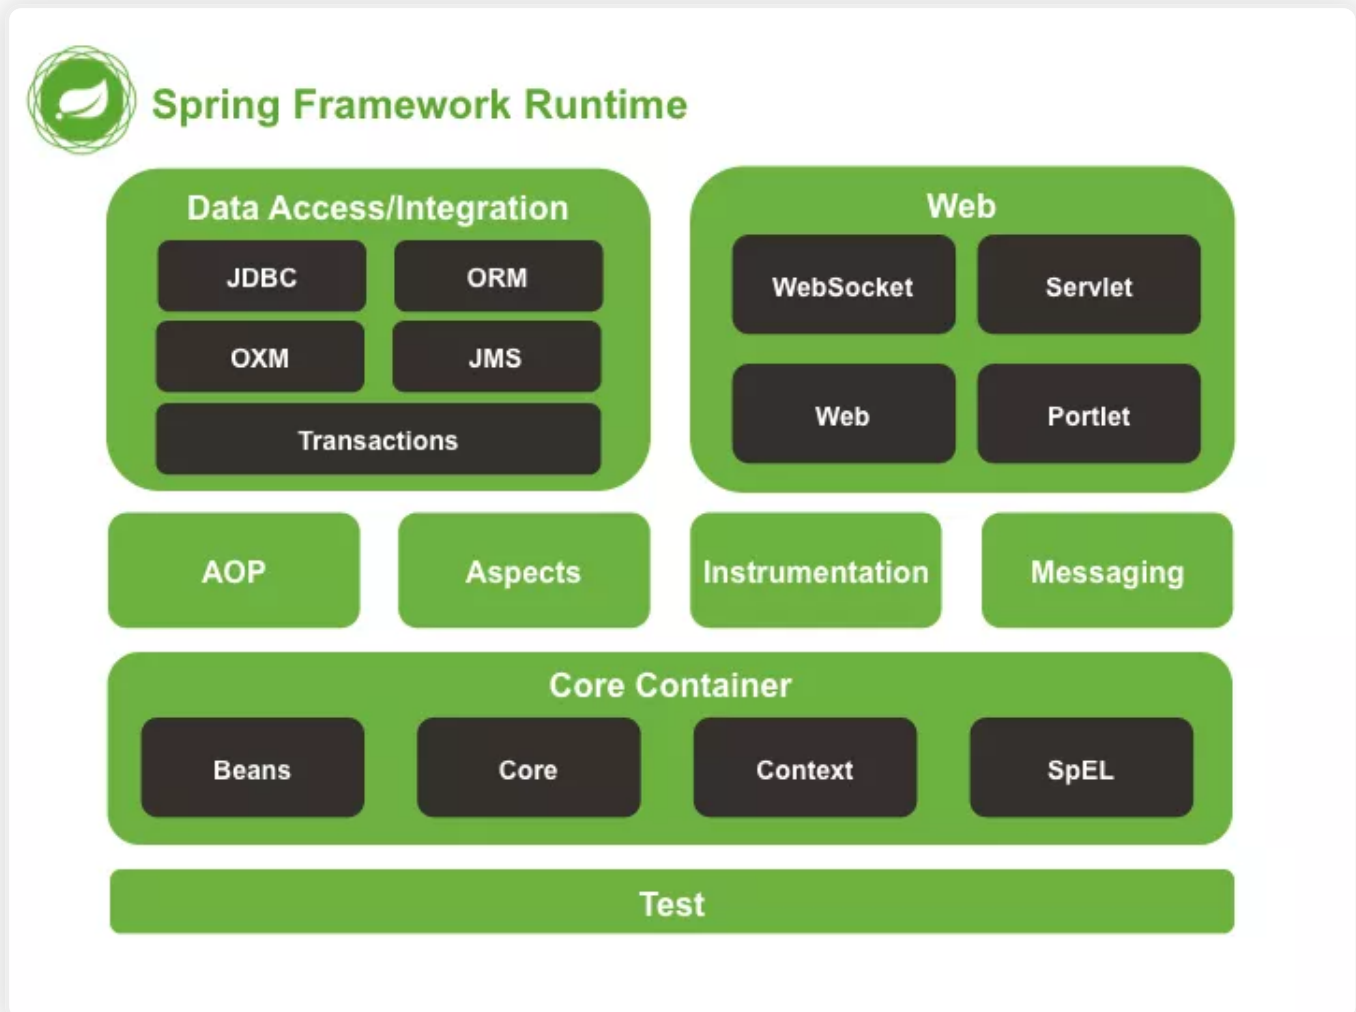 Spring Framework Runtime
Data Access/Integration
JDBC
ORM
OXM
JMS
Transactions
Web
WebSocket
Servlet
Web
Portlet
AOP
Aspects
Instrumentation
Messaging
Core Container
Beans
Core
Context
SpEL
Test